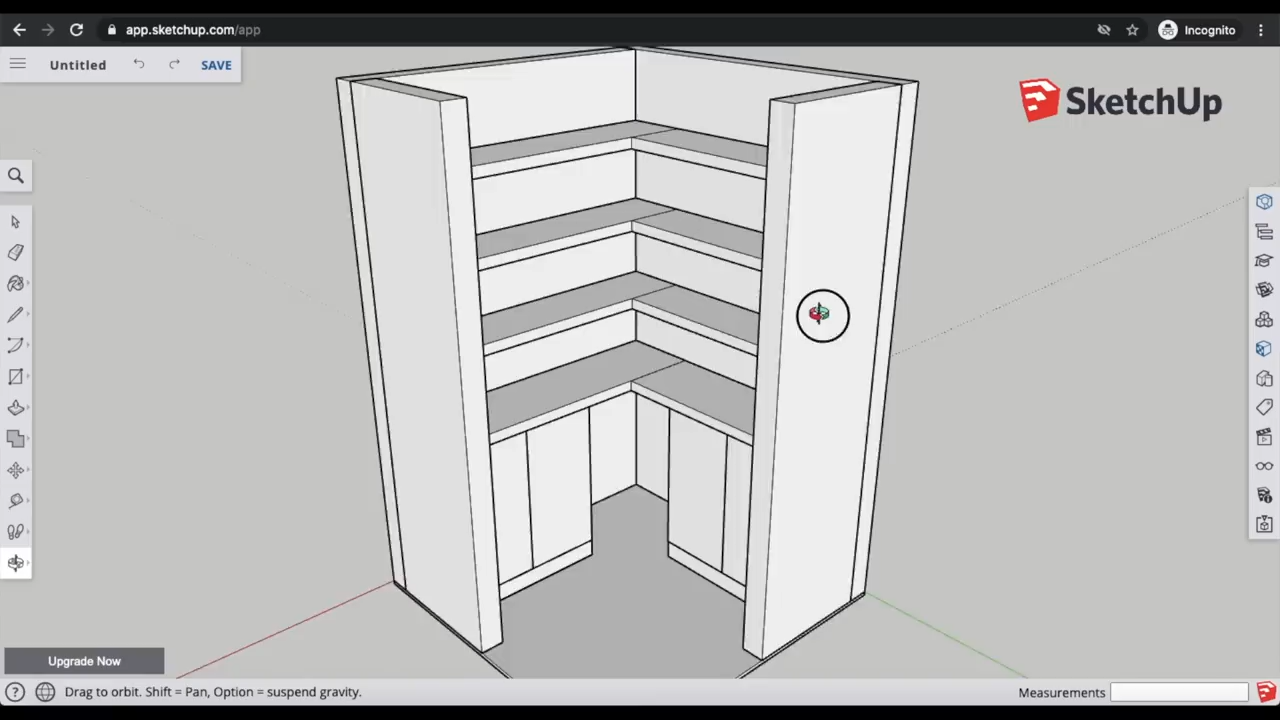 app.sketchup.com/app
Incognito
Untitled
SAVE
SketchUp
Upgrade Now
Drag to orbit. Shift = Pan, Option = suspend gravity.
Measurements